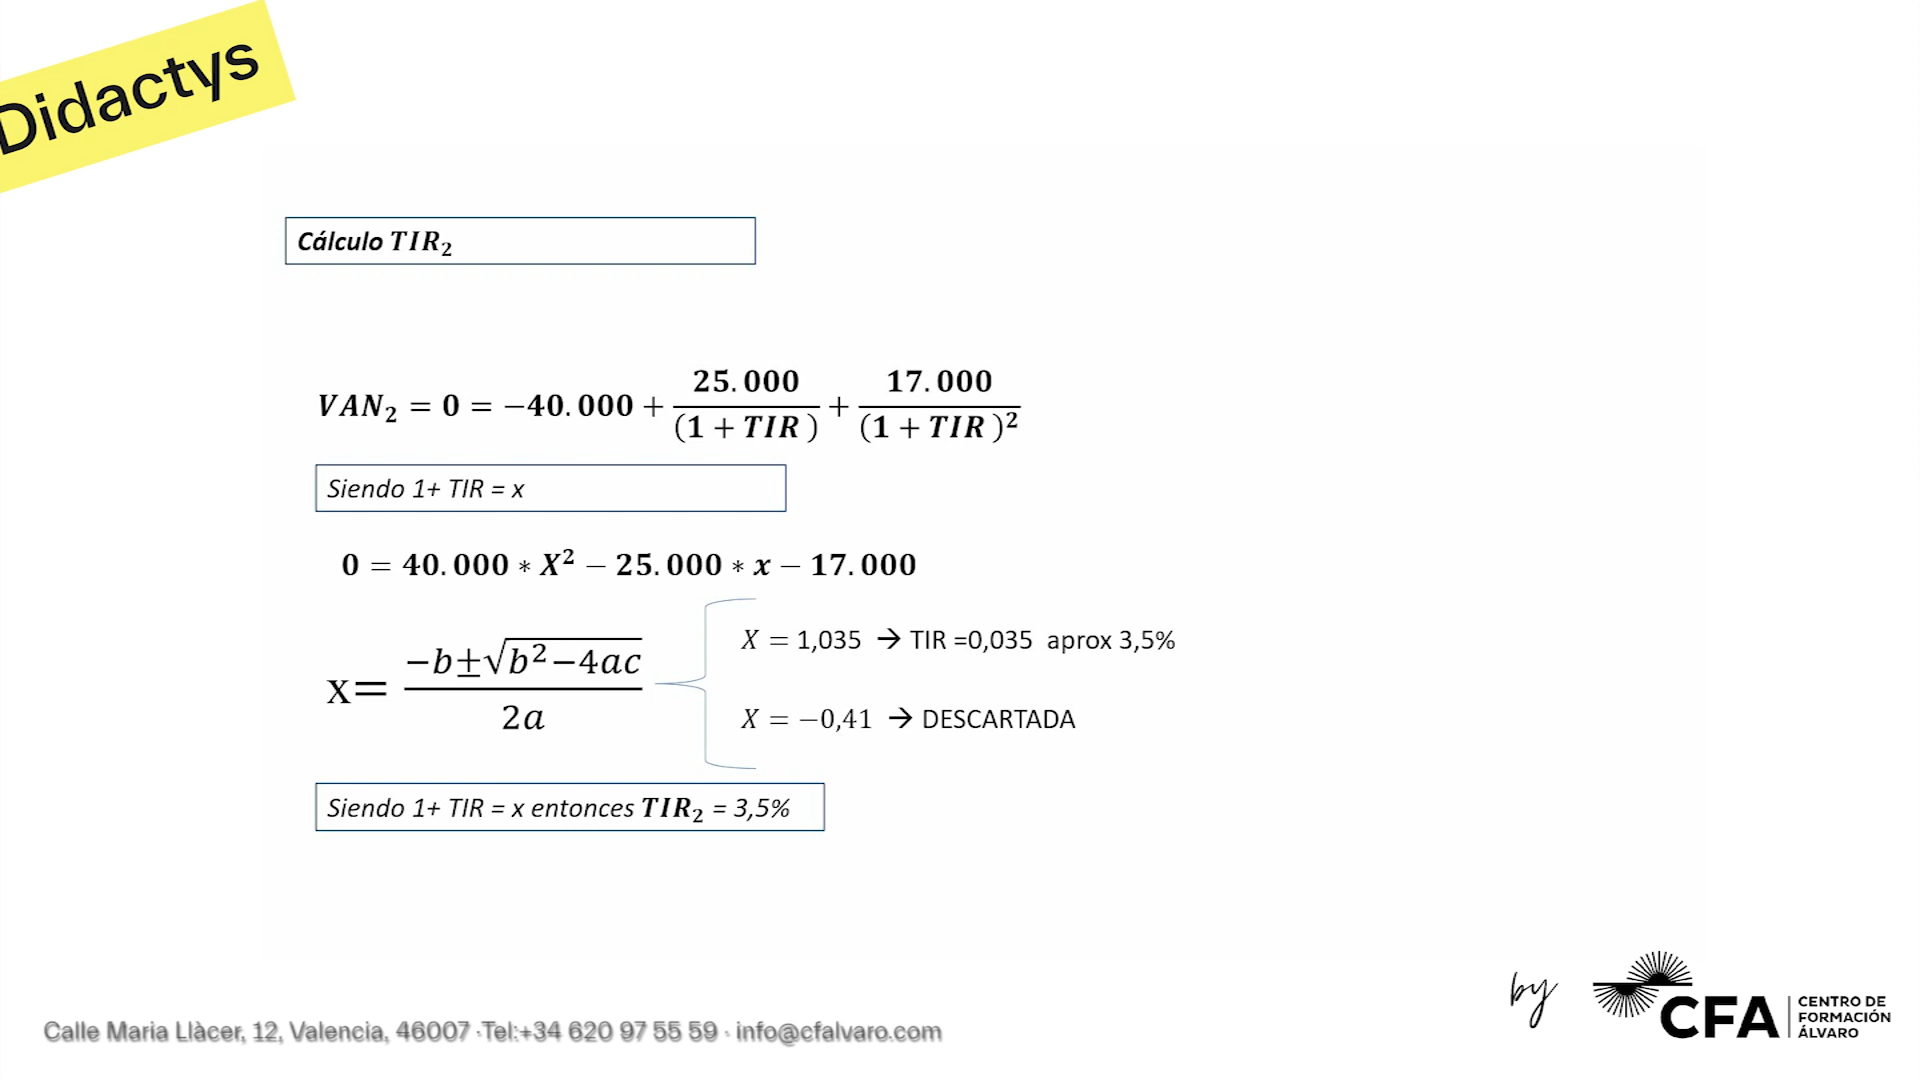 Didactys
Cálculo TIR₂
VAN₂ = 0 = −40.000 + 25.000/(1 + TIR ) + 17.000/(1 + TIR )²
Siendo 1+ TIR = x
0 = 40.000 * X² − 25.000 * x − 17.000
x= (−b±√b²−4ac)/2a
X = 1,035 → TIR =0,035 aprox 3,5%
X = −0,41 → DESCARTADA
Siendo 1+ TIR = x entonces TIR₂ = 3,5%
by
CFA
CENTRO DE
FORMACIÓN
ÁLVARO
Calle Maria Llàcer, 12, Valencia, 46007 ·Tel:+34 620 97 55 59 · info@cfalvaro.com